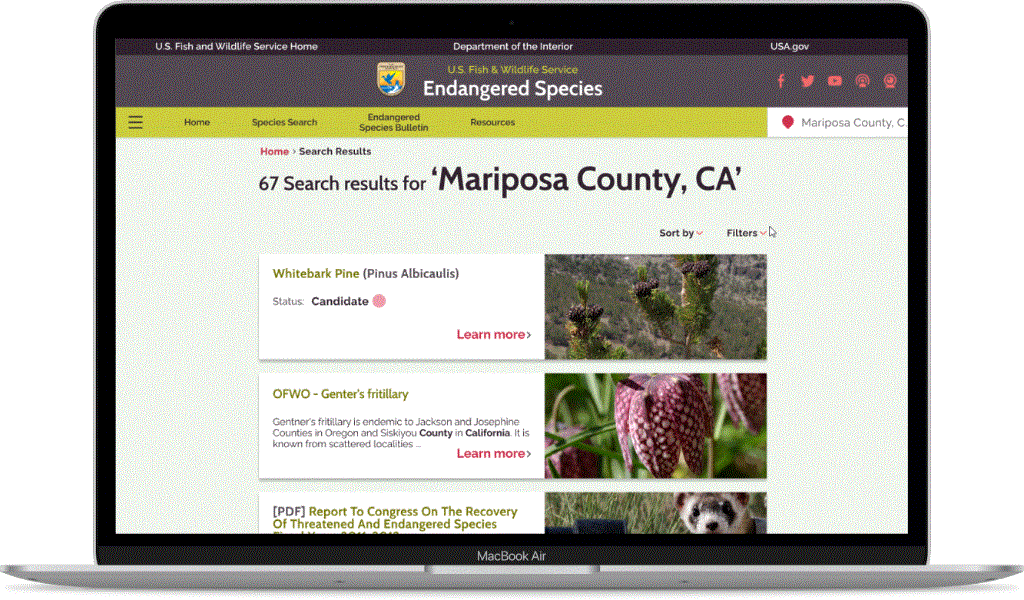 U.S. Fish and Wildlife Service Home
Department of the Interior
USA.gov
U.S. Fish & Wildlife Service
Endangered Species
Home
Species Search
Endangered
Species Bulletin
Resources
Mariposa County, C.
Home › Search Results
67 Search results for ‘Mariposa County, CA’
Sort by
Filters
Whitebark Pine (Pinus Albicaulis)
Status: Candidate
Learn more›
OFWO - Genter's fritillary
Gentner's fritillary is endemic to Jackson and Josephine
Counties in Oregon and Siskiyou County in California. It is
known from scattered localities ...
Learn more›
[PDF] Report To Congress On The Recovery
Of Threatened And Endangered Species
MacBook Air